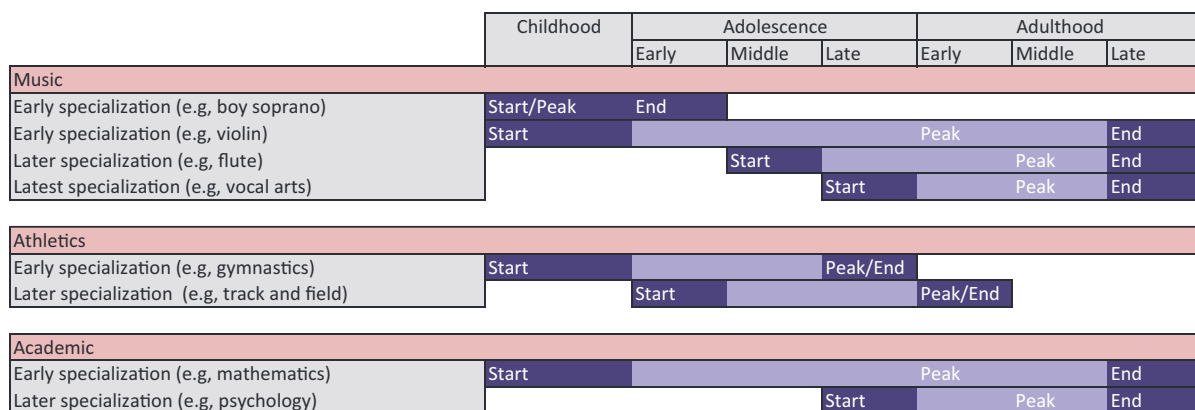 Childhood Adolescence Adulthood
Early Middle Late Early Middle Late
Music
Early specialization (e.g, boy soprano) Start/Peak End
Early specialization (e.g, violin) Start Peak End
Later specialization (e.g, flute) Start Peak End
Latest specialization (e.g, vocal arts) Start Peak End
Athletics
Early specialization (e.g, gymnastics) Start Peak/End
Later specialization (e.g, track and field) Start Peak/End
Academic
Early specialization (e.g, mathematics) Start Peak End
Later specialization (e.g, psychology) Start Peak End